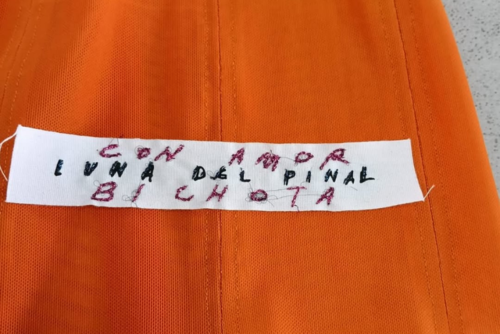 CON AMOR
LUNA DEL PINAL
BICHOTA